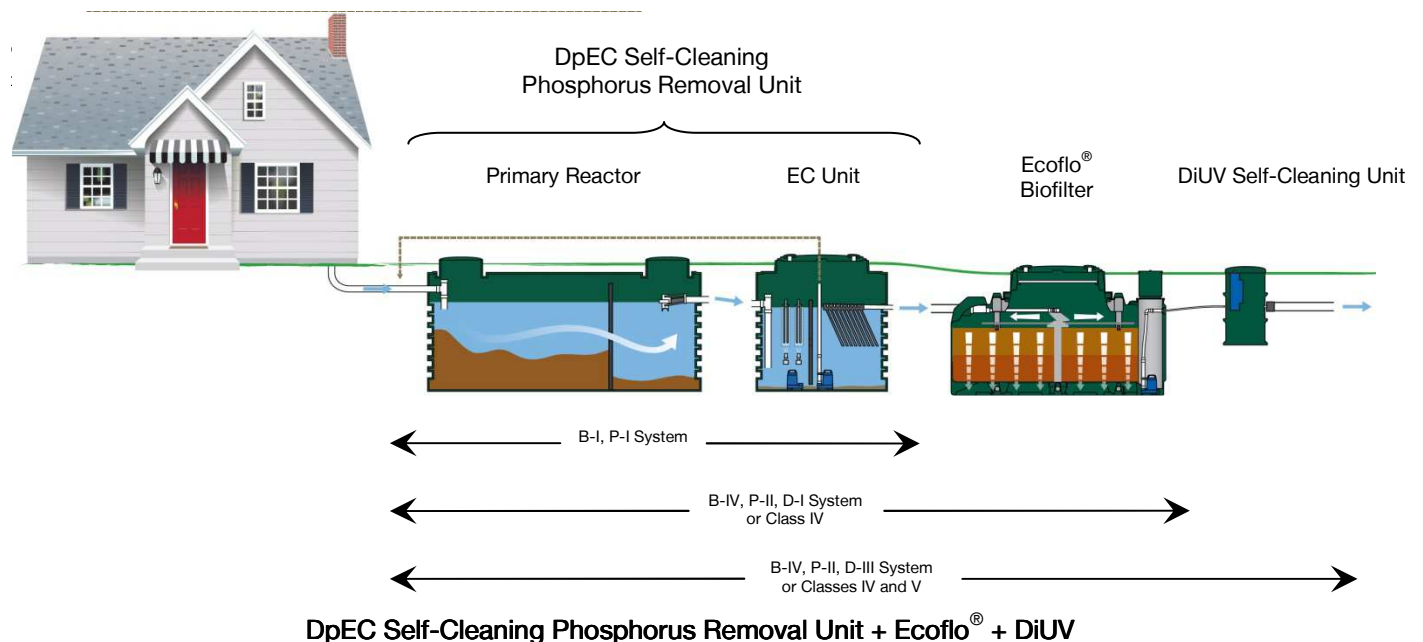 DpEC Self-Cleaning
Phosphorus Removal Unit
Primary Reactor
EC Unit
Ecoflo®
Biofilter
DiUV Self-Cleaning Unit
B-I, P-I System
B-IV, P-II, D-I System
or Class IV
B-IV, P-II, D-III System
or Classes IV and V
DpEC Self-Cleaning Phosphorus Removal Unit + Ecoflo® + DiUV